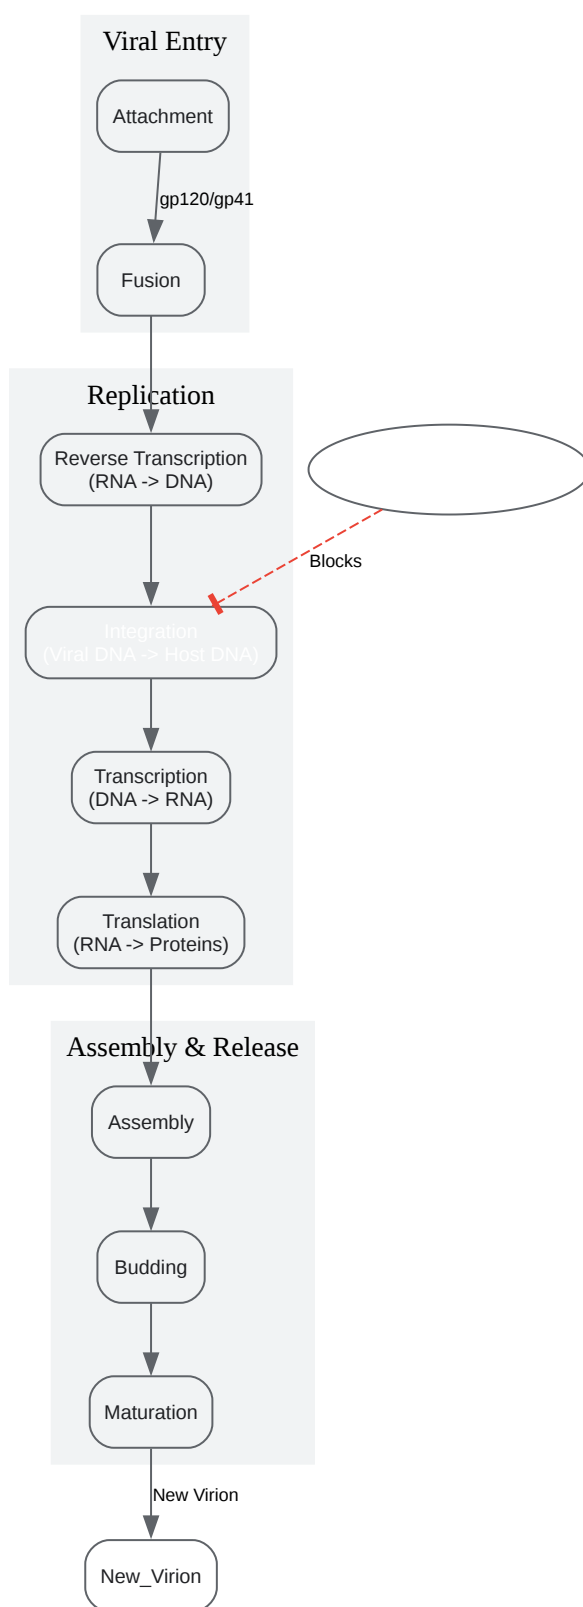 Viral Entry
Attachment
gp120/gp41
Fusion
Replication
Reverse Transcription
(RNA -> DNA)
Blocks
Integration
(Viral DNA -> Host DNA)
Transcription
(DNA -> RNA)
Translation
(RNA -> Proteins)
Assembly & Release
Assembly
Budding
Maturation
New Virion
New_Virion